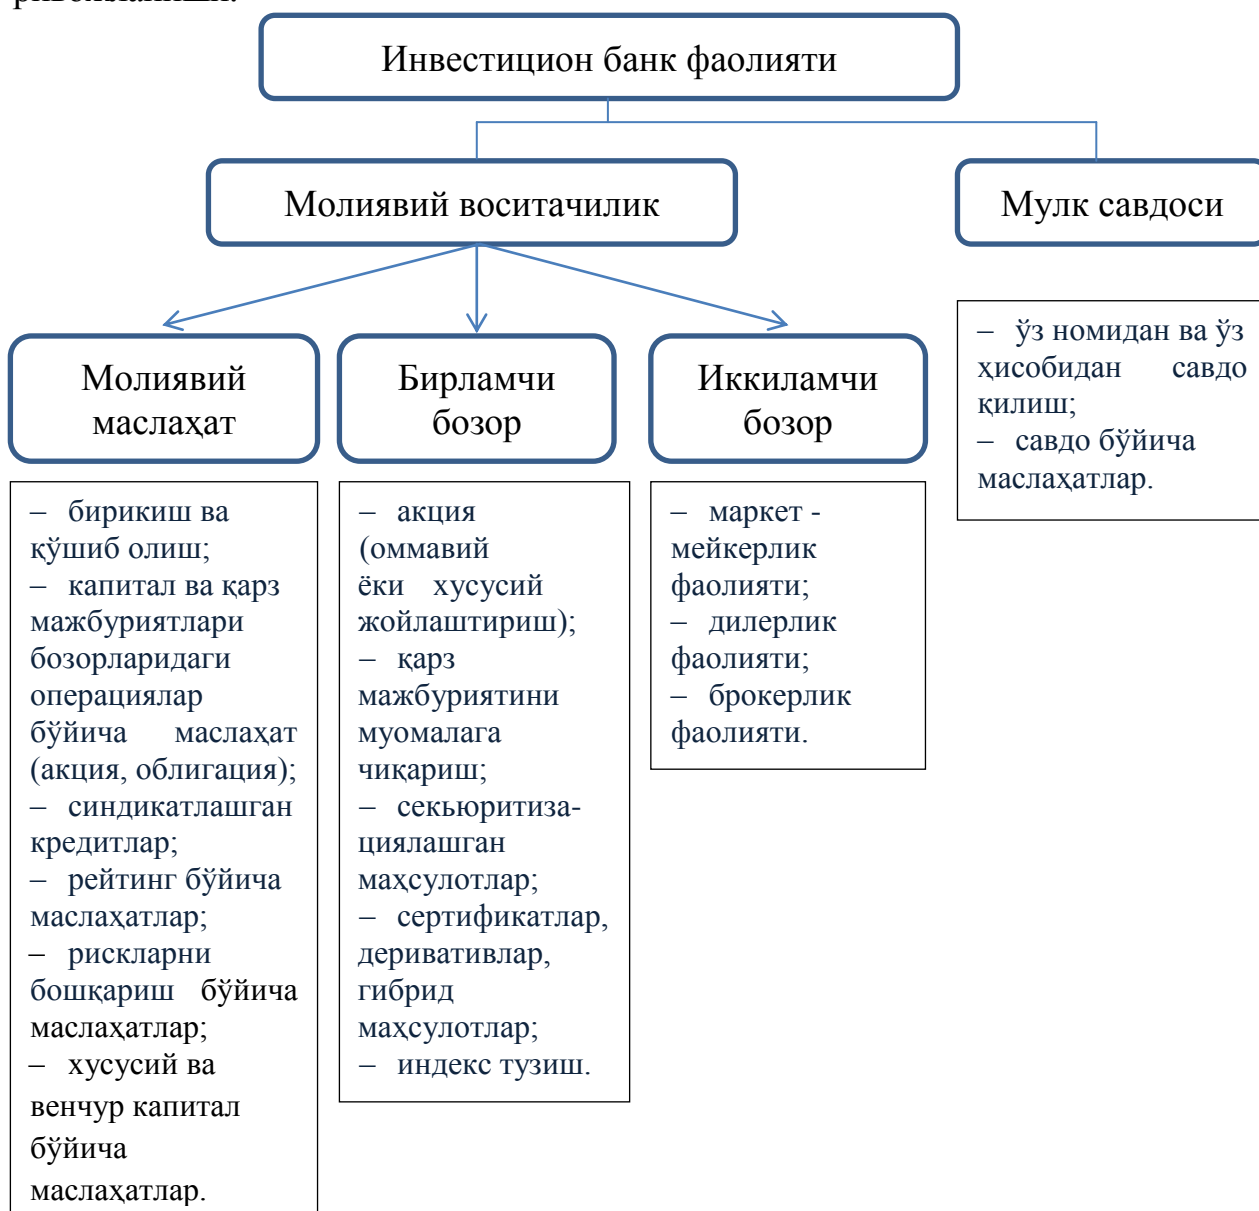 Инвестицион банк фаолияти
Молиявий воситачилик
Мулк савдоси
Молиявий
маслаҳат
Бирламчи
бозор
Иккиламчи
бозор
– ўз номидан ва ўз
ҳисобидан савдо
қилиш;
– савдо бўйича
маслаҳатлар.
– бирикиш ва
қўшиб олиш;
– капитал ва қарз
мажбуриятлари
бозорларидаги
операциялар
бўйича маслаҳат
(акция, облигация);
– синдикатлашган
кредитлар;
– рейтинг бўйича
маслаҳатлар;
– рискларни
бошқариш бўйича
маслаҳатлар;
– хусусий ва
венчур капитал
бўйича
маслаҳатлар.
– акция
(оммавий
ёки хусусий
жойлаштириш);
– қарз
мажбуриятини
муомалага
чиқариш;
– секьюритиза-
циялашган
маҳсулотлар;
– сертификатлар,
деривативлар,
гибрид
маҳсулотлар;
– индекс тузиш.
– маркет -
мейкерлик
фаолияти;
– дилерлик
фаолияти;
– брокерлик
фаолияти.